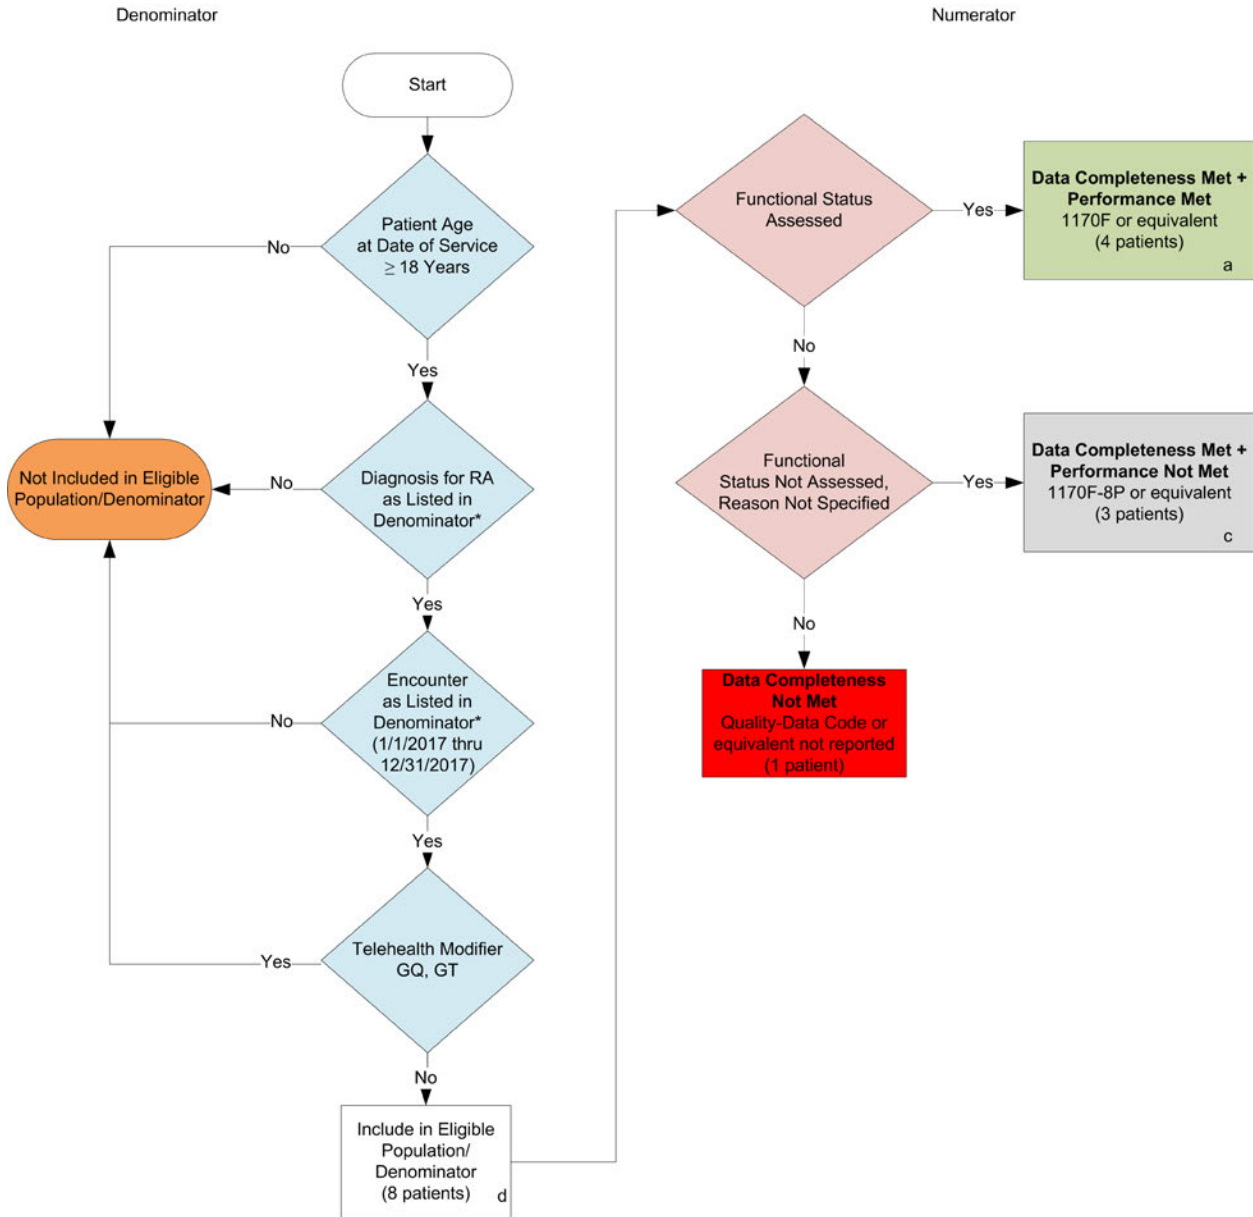 Denominator
Numerator
Start
Patient Age
at Date of Service
≥ 18 Years
No
Yes
Not Included in Eligible
Population/Denominator
No
Diagnosis for RA
as Listed in
Denominator*
Yes
Encounter
as Listed in
Denominator*
(1/1/2017 thru
12/31/2017)
No
Yes
Telehealth Modifier
GQ, GT
Yes
No
Include in Eligible
Population/
Denominator
(8 patients)
d
Functional Status
Assessed
Yes
Data Completeness Met +
Performance Met
1170F or equivalent
(4 patients)
a
No
Functional
Status Not Assessed,
Reason Not Specified
Yes
Data Completeness Met +
Performance Not Met
1170F-8P or equivalent
(3 patients)
c
No
Data Completeness
Not Met
Quality-Data Code or
equivalent not reported
(1 patient)